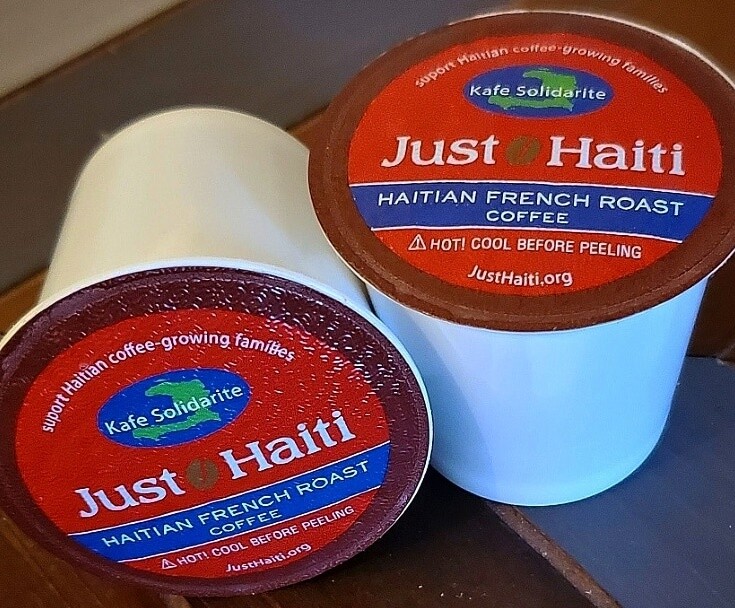 suport Haitian coffee-growing families
Kafe Solidarite
Just Haiti
HAITIAN FRENCH ROAST
COFFEE
⚠ HOT! COOL BEFORE PEELING
JustHaiti.org
suport Haitian coffee-growing families
Kafe Solidarite
Just Haiti
HAITIAN FRENCH ROAST
COFFEE
⚠ HOT! COOL BEFORE PEELING
JustHaiti.org